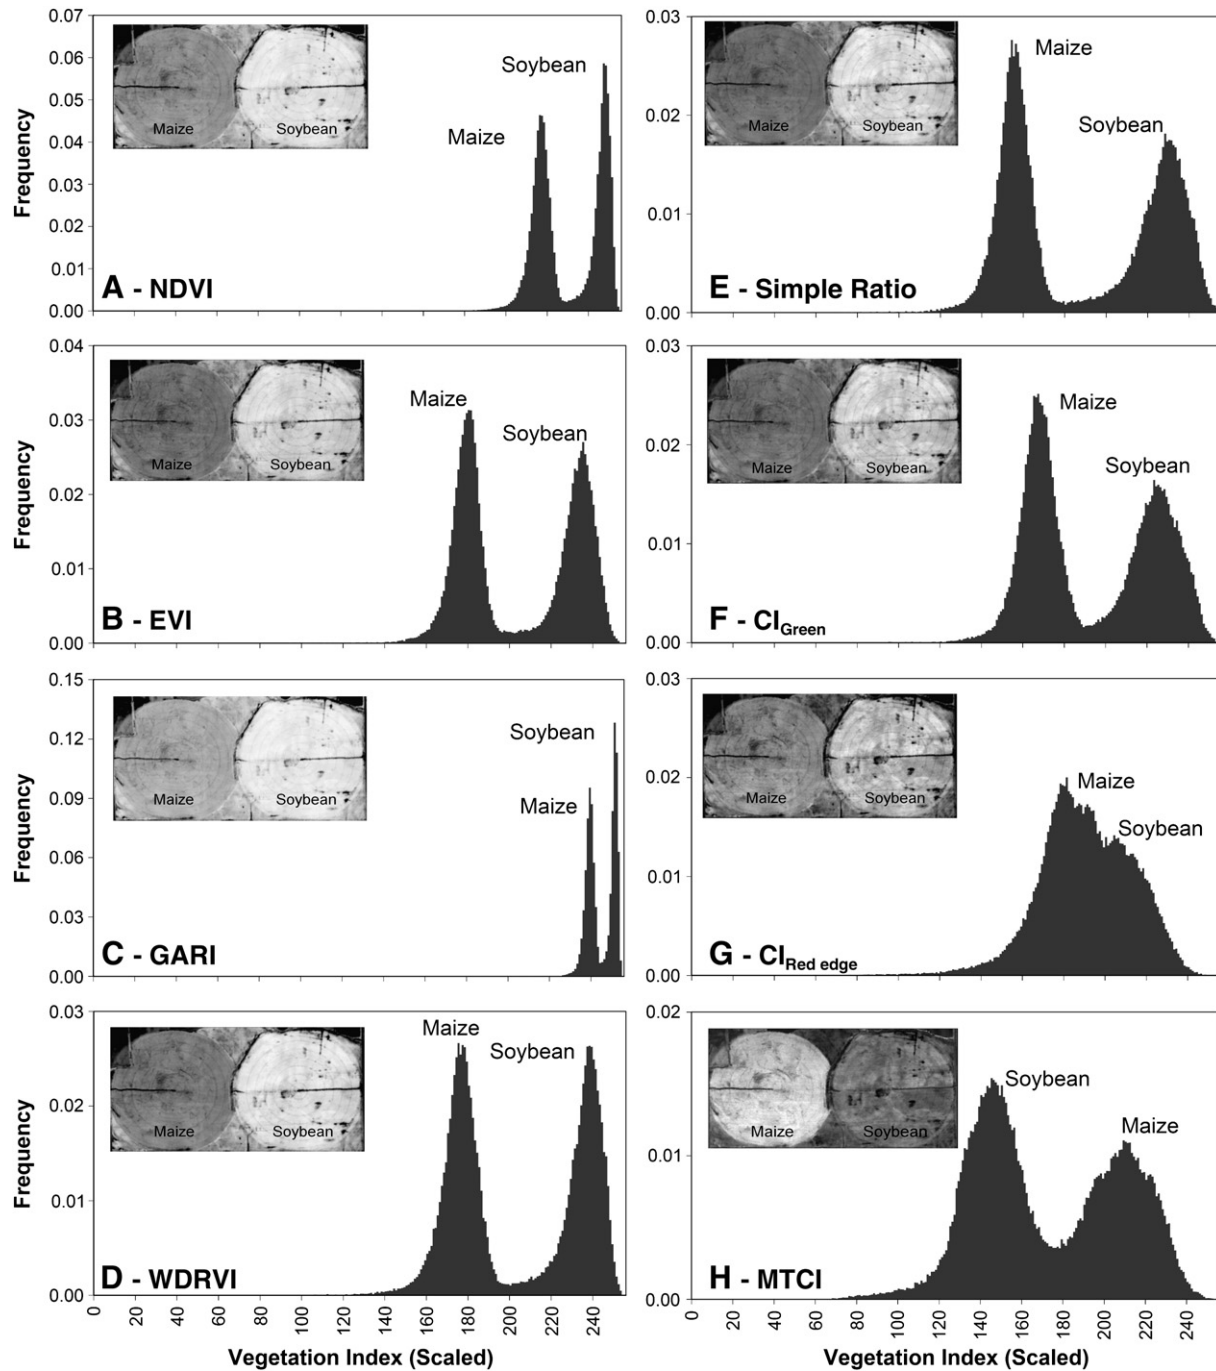 0.07
0.06
0.05
0.04
0.03
0.02
0.01
0.00
Frequency
Maize
Soybean
Maize
Soybean
A - NDVI
0.04
0.03
0.02
0.01
0.00
Frequency
Maize
Soybean
Maize
Soybean
B - EVI
0.15
0.12
0.09
0.06
0.03
0.00
Frequency
Maize
Soybean
Soybean
Maize
C - GARI
0.03
0.02
0.01
0.00
Frequency
Maize
Soybean
Maize
Soybean
D - WDRVI
0 20 40 60 80 100 120 140 160 180 200 220 240
Vegetation Index (Scaled)
0.03
0.02
0.01
0.00
Maize
Soybean
Maize
Soybean
E - Simple Ratio
0.03
0.02
0.01
0.00
Maize
Soybean
Maize
Soybean
F - CIGreen
0.03
0.02
0.01
0.00
Maize
Soybean
Maize
Soybean
G - CIRed edge
0.02
0.01
0.00
Maize
Soybean
Soybean
Maize
H - MTCI
0 20 40 60 80 100 120 140 160 180 200 220 240
Vegetation Index (Scaled)